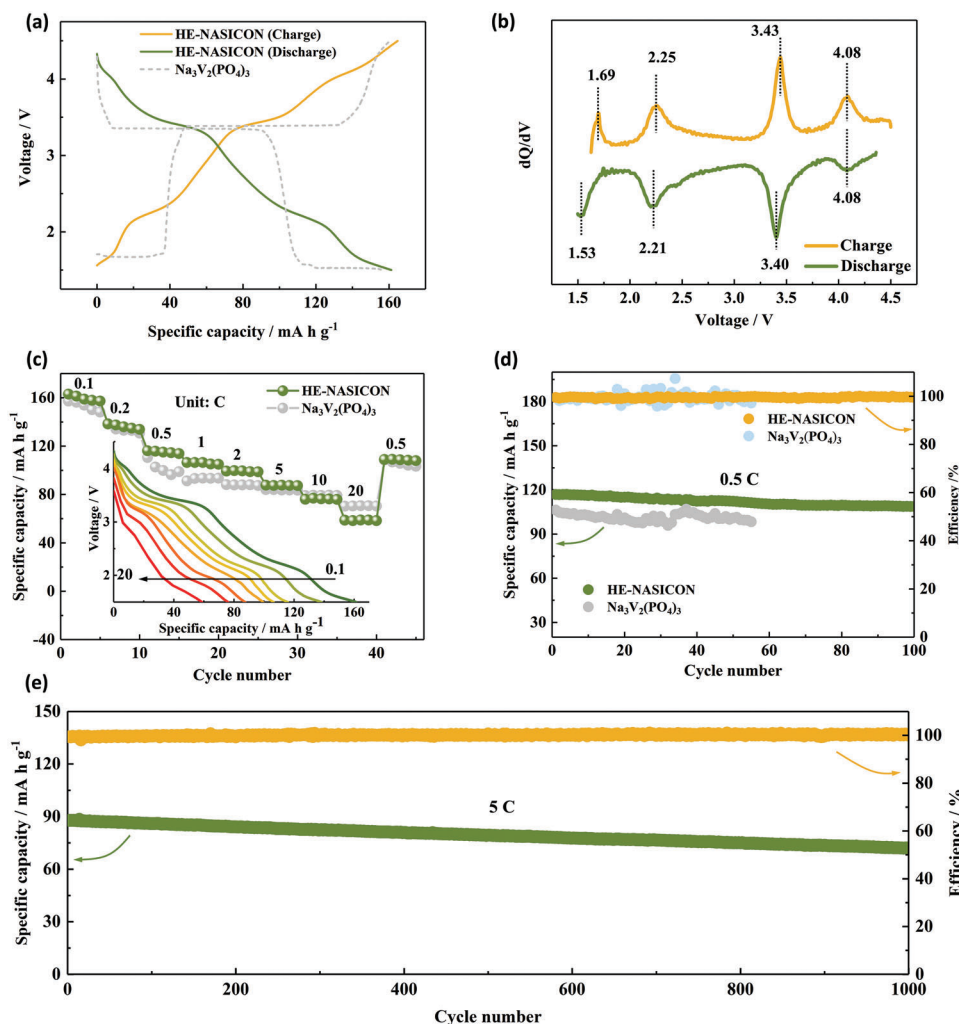 (a)
HE-NASICON (Charge)
HE-NASICON (Discharge)
Na₃V₂(PO₄)₃
4
3
2
Voltage / V
0 40 80 120 160
Specific capacity / mA h g⁻¹
(b)
3.43
4.08
2.25
1.69
dQ/dV
1.53
2.21
3.40
4.08
Charge
Discharge
1.5 2.0 2.5 3.0 3.5 4.0 4.5
Voltage / V
(c)
0.1
0.2
0.5
1
2
5
10
20
0.5
HE-NASICON
Na₃V₂(PO₄)₃
Unit: C
160
120
80
40
0
-40
Specific capacity / mA h g⁻¹
4
3
2
Voltage / V
20
0.1
0 40 80 120 160
Specific capacity / mA h g⁻¹
0 10 20 30 40
Cycle number
(d)
180
150
120
90
60
30
Specific capacity / mA h g⁻¹
HE-NASICON
Na₃V₂(PO₄)₃
0.5 C
HE-NASICON
Na₃V₂(PO₄)₃
100
80
60
40
20
0
Efficiency /%
0 20 40 60 80 100
Cycle number
(e)
150
120
90
60
30
0
Specific capacity / mA h g⁻¹
5 C
100
80
60
40
20
0
Efficiency / %
0 200 400 600 800 1000
Cycle number